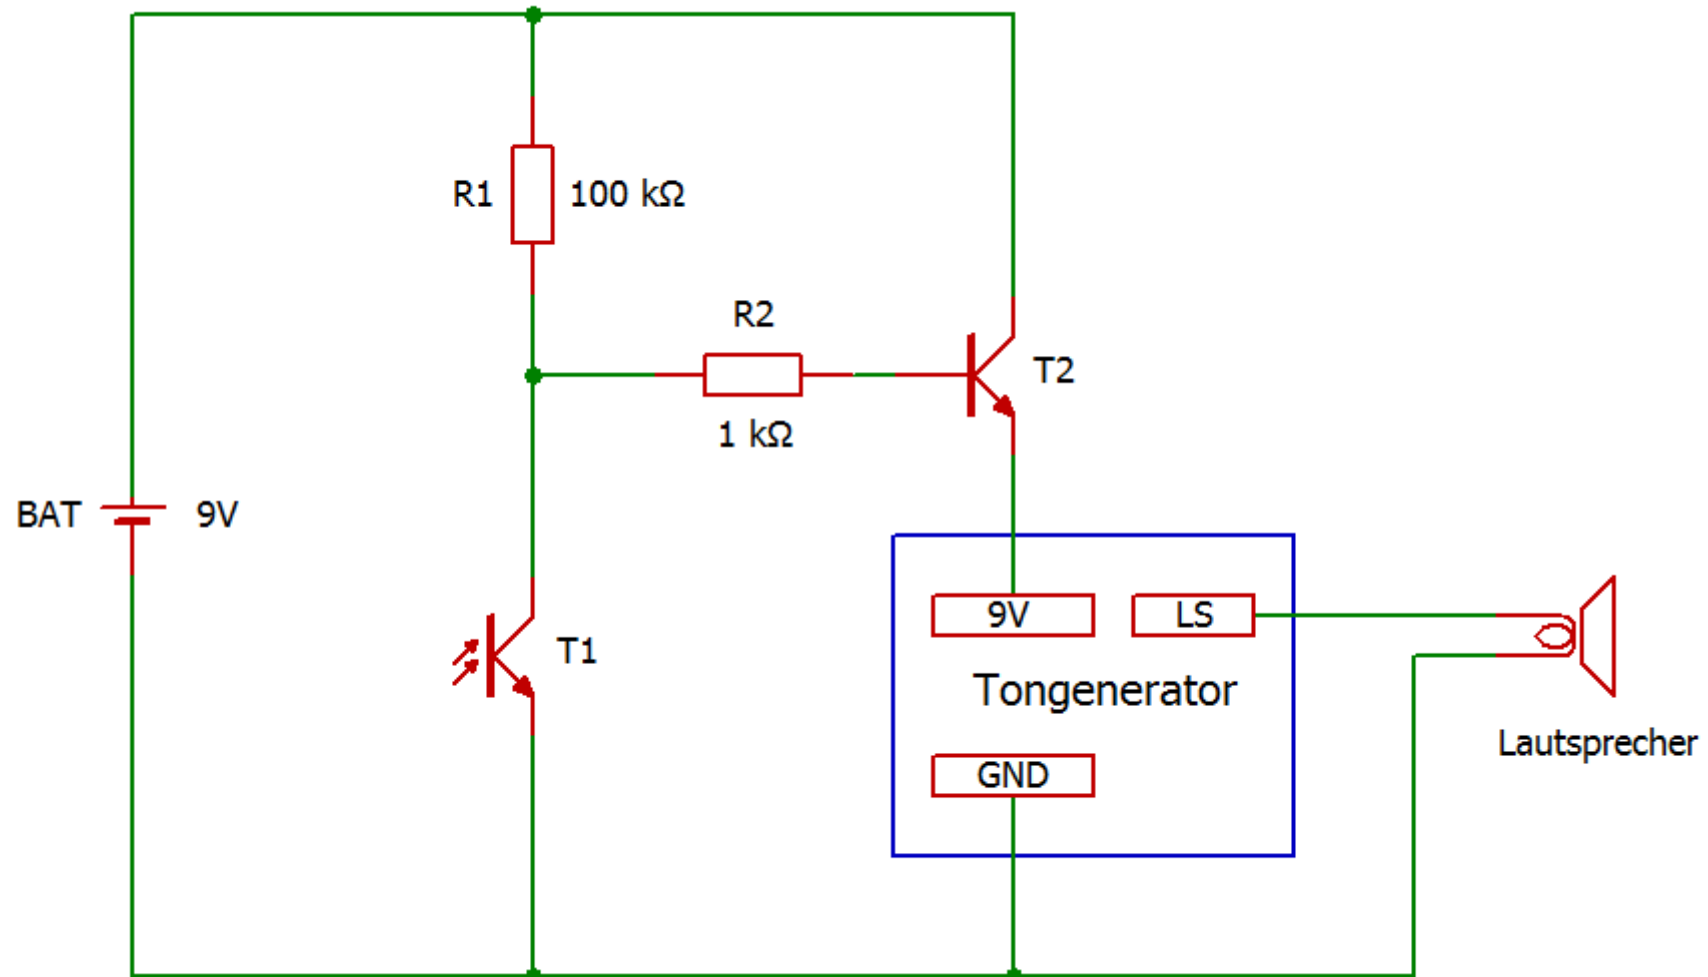 R1 100 kΩ
R2
T2
1 kΩ
BAT 9V
9V LS
T1
Tongenerator
Lautsprecher
GND